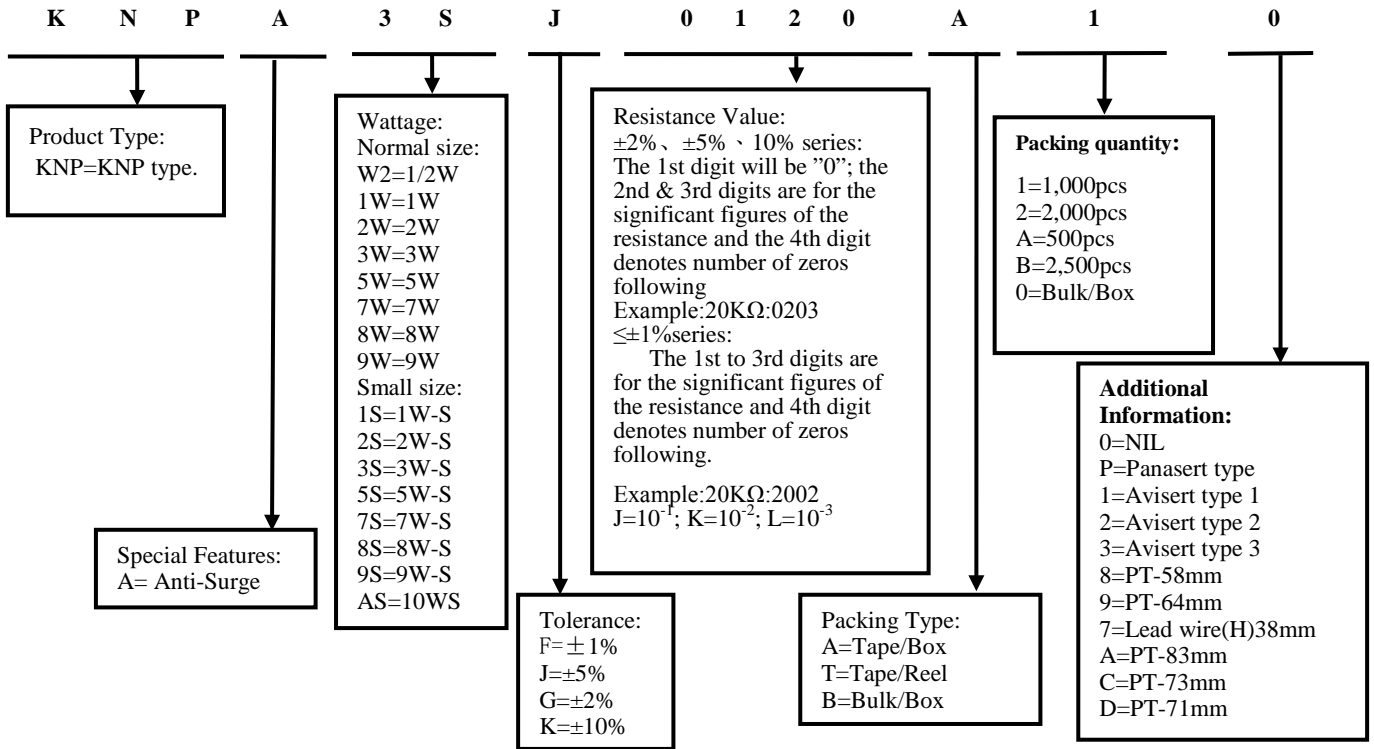 K N P A 3 S J 0 1 2 0 A 1 0
Product Type:
KNP=KNP type.
Special Features:
A= Anti-Surge
Wattage:
Normal size:
W2=1/2W
1W=1W
2W=2W
3W=3W
5W=5W
7W=7W
8W=8W
9W=9W
Small size:
1S=1W-S
2S=2W-S
3S=3W-S
5S=5W-S
7S=7W-S
8S=8W-S
9S=9W-S
AS=10WS
Tolerance:
F=±1%
J=±5%
G=±2%
K=±10%
Resistance Value:
±2%、±5%、10% series:
The 1st digit will be ”0”; the
2nd & 3rd digits are for the
significant figures of the
resistance and the 4th digit
denotes number of zeros
following
Example:20KΩ:0203
≤±1%series:
The 1st to 3rd digits are
for the significant figures of
the resistance and 4th digit
denotes number of zeros
following.
Example:20KΩ:2002
J=10⁻¹; K=10⁻²; L=10⁻³
Packing Type:
A=Tape/Box
T=Tape/Reel
B=Bulk/Box
Packing quantity:
1=1,000pcs
2=2,000pcs
A=500pcs
B=2,500pcs
0=Bulk/Box
Additional
Information:
0=NIL
P=Panasert type
1=Avisert type 1
2=Avisert type 2
3=Avisert type 3
8=PT-58mm
9=PT-64mm
7=Lead wire(H)38mm
A=PT-83mm
C=PT-73mm
D=PT-71mm